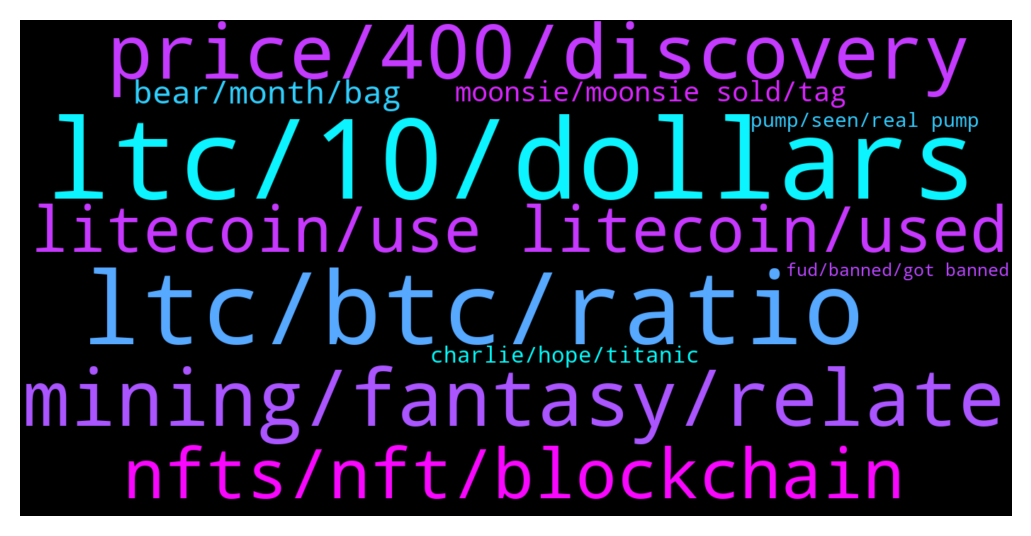 price/400/discovery
bear/month/bag
moonsie/moonsie sold/tag
pump/seen/real pump
ltc/10/dollars
litecoin/use litecoin/used
fud/banned/got banned
ltc/btc/ratio
charlie/hope/titanic
mining/fantasy/relate
nfts/nft/blockchain